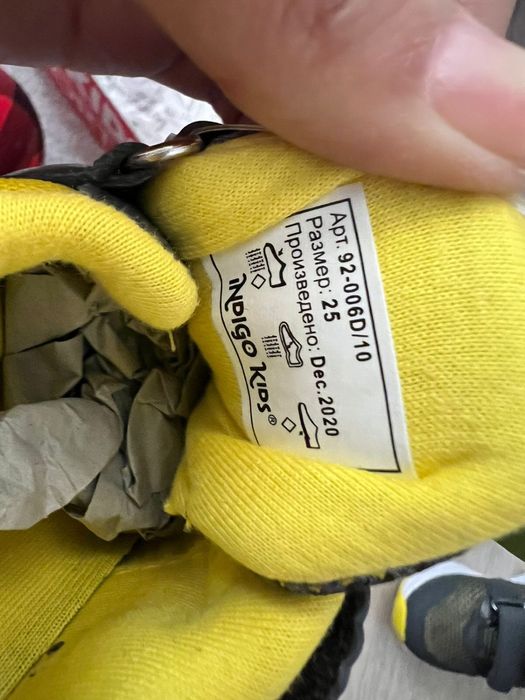 Арт. 92-006D/10
Размер: 25
Произведено: Dec.2020
iNDIGO KIDS®